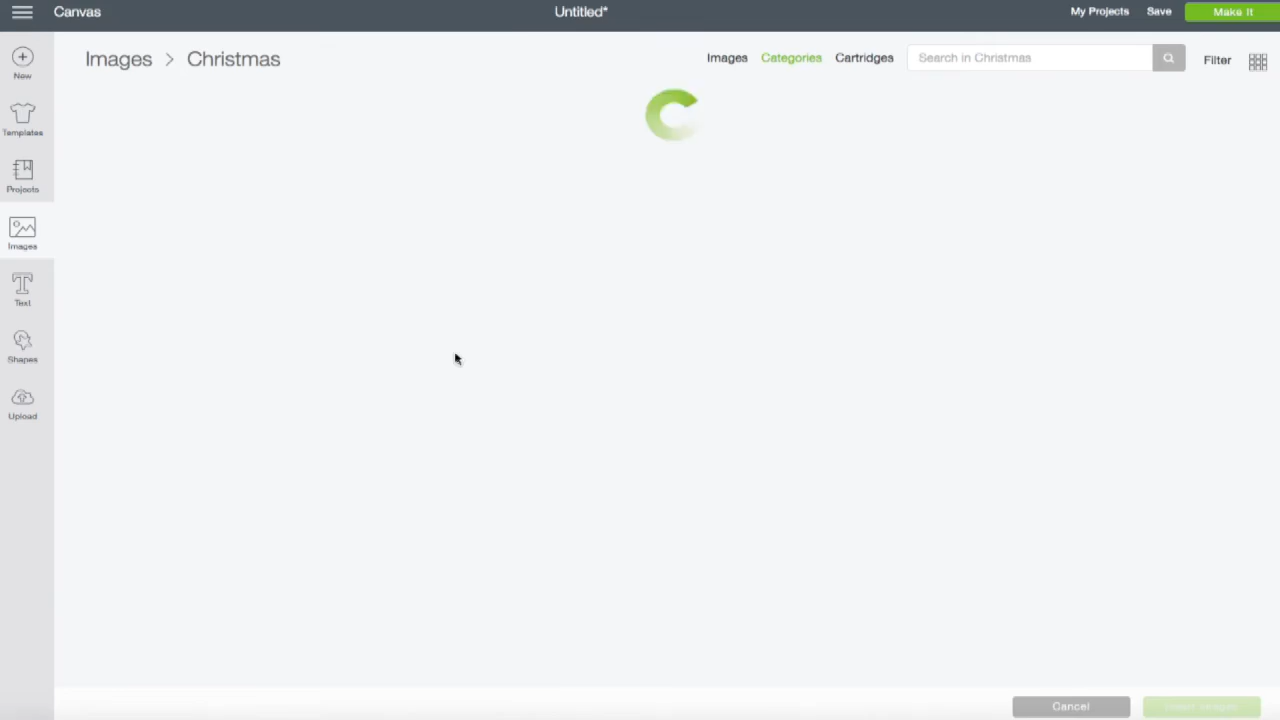 Canvas
Untitled*
My Projects
Save
Make It
Images > Christmas
Images
Categories
Cartridges
Search in Christmas
Filter
New
Templates
Projects
Images
Text
Shapes
Upload
Cancel